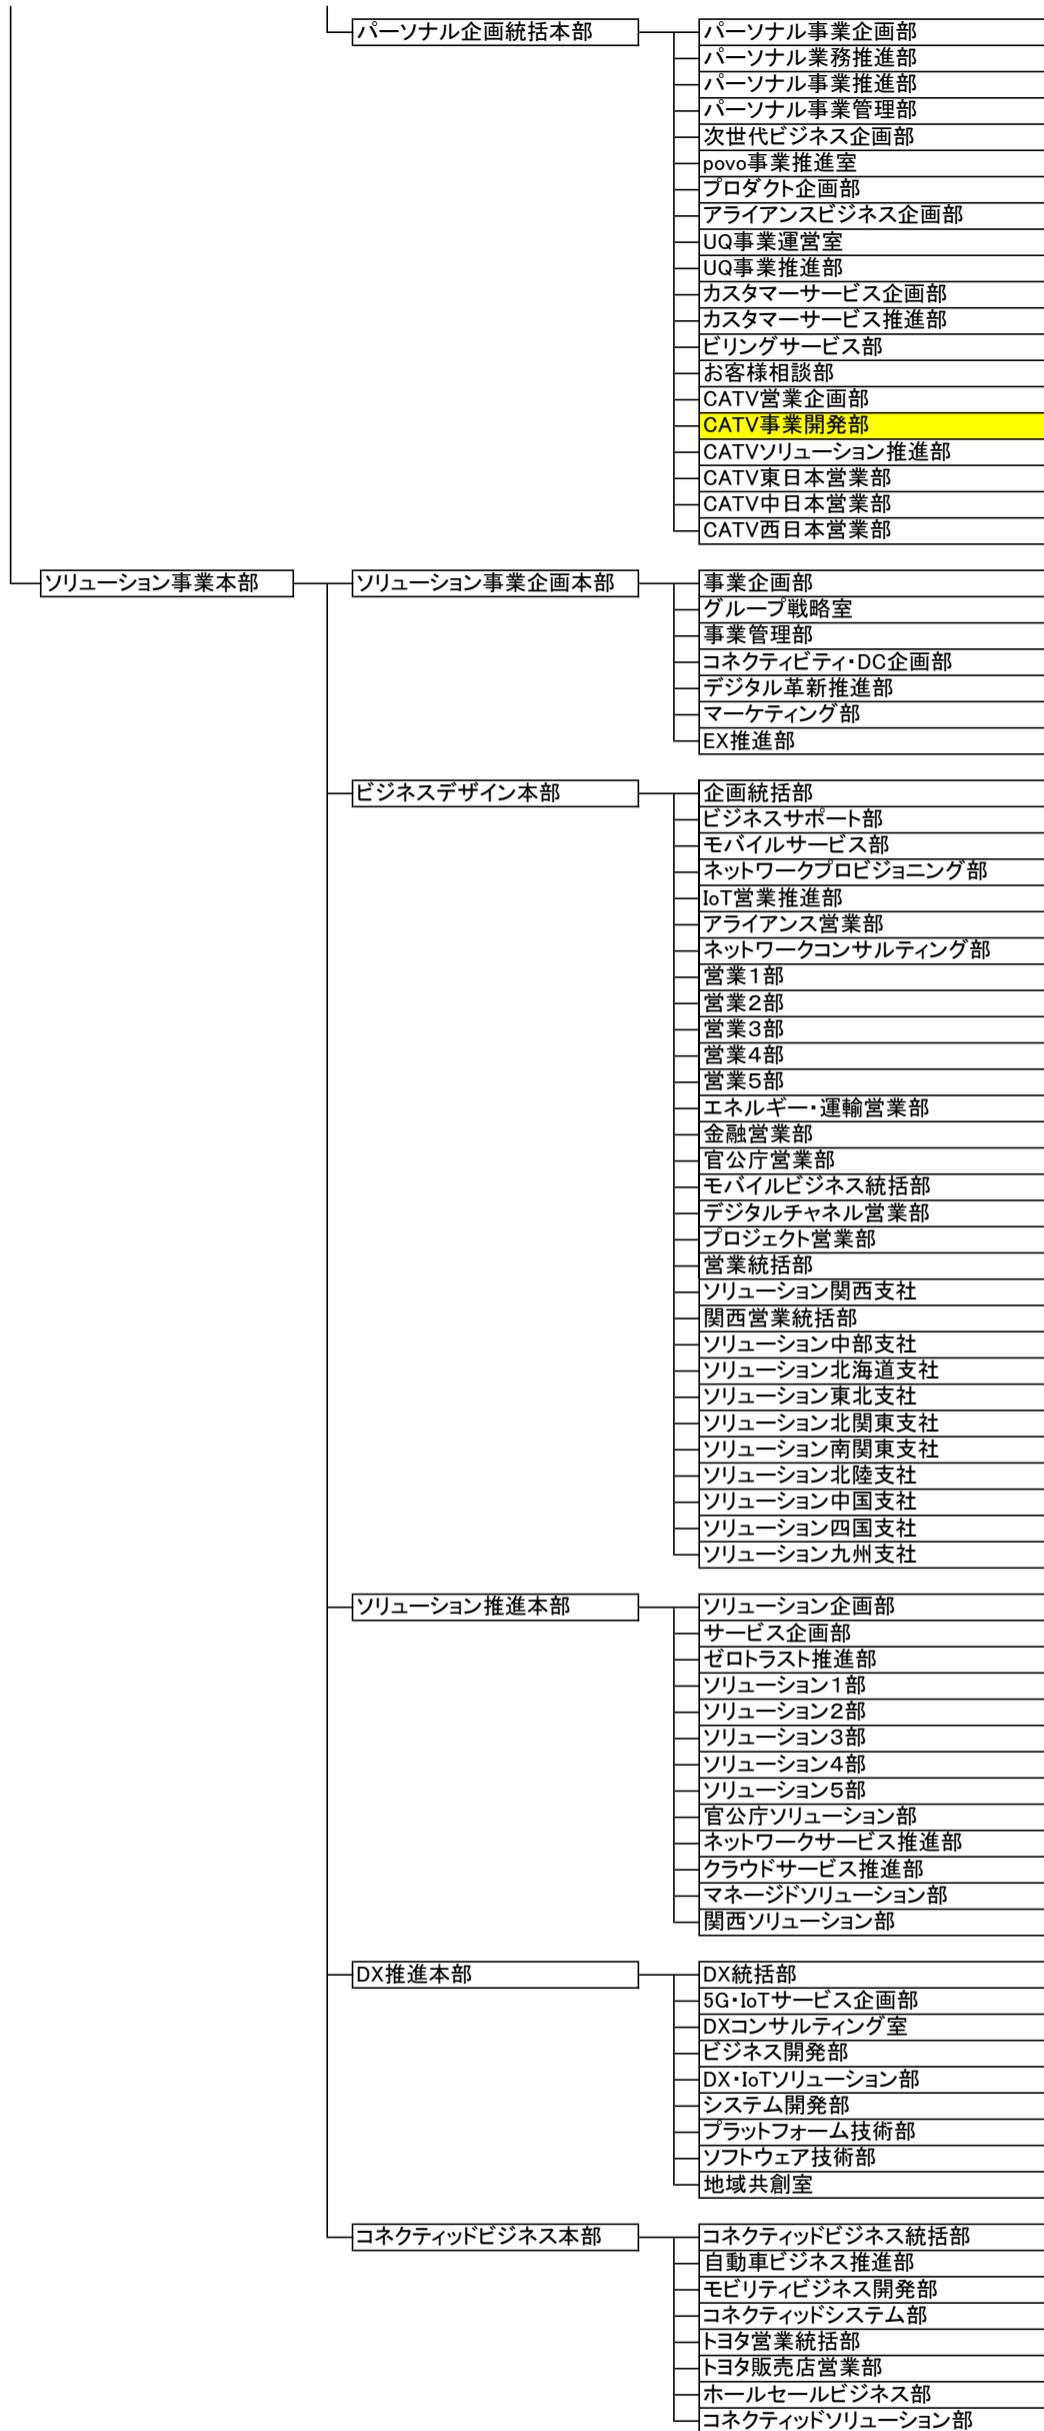 パーソナル企画統括本部
パーソナル事業企画部
パーソナル業務推進部
パーソナル事業推進部
パーソナル事業管理部
次世代ビジネス企画部
povo事業推進室
プロダクト企画部
アライアンスビジネス企画部
UQ事業運営室
UQ事業推進部
カスタマーサービス企画部
カスタマーサービス推進部
ビリングサービス部
お客様相談部
CATV営業企画部
CATV事業開発部
CATVソリューション推進部
CATV東日本営業部
CATV中日本営業部
CATV西日本営業部
ソリューション事業本部
ソリューション事業企画本部
事業企画部
グループ戦略室
事業管理部
コネクティビティ・DC企画部
デジタル革新推進部
マーケティング部
EX推進部
ビジネスデザイン本部
企画統括部
ビジネスサポート部
モバイルサービス部
ネットワークプロビジョニング部
IoT営業推進部
アライアンス営業部
ネットワークコンサルティング部
営業1部
営業2部
営業3部
営業4部
営業5部
エネルギー・運輸営業部
金融営業部
官公庁営業部
モバイルビジネス統括部
デジタルチャネル営業部
プロジェクト営業部
営業統括部
ソリューション関西支社
関西営業統括部
ソリューション中部支社
ソリューション北海道支社
ソリューション東北支社
ソリューション北関東支社
ソリューション南関東支社
ソリューション北陸支社
ソリューション中国支社
ソリューション四国支社
ソリューション九州支社
ソリューション推進本部
ソリューション企画部
サービス企画部
ゼロトラスト推進部
ソリューション1部
ソリューション2部
ソリューション3部
ソリューション4部
ソリューション5部
官公庁ソリューション部
ネットワークサービス推進部
クラウドサービス推進部
マネージドソリューション部
関西ソリューション部
DX推進本部
DX統括部
5G・IoTサービス企画部
DXコンサルティング室
ビジネス開発部
DX・IoTソリューション部
システム開発部
プラットフォーム技術部
ソフトウェア技術部
地域共創室
コネクティッドビジネス本部
コネクティッドビジネス統括部
自動車ビジネス推進部
モビリティビジネス開発部
コネクティッドシステム部
トヨタ営業統括部
トヨタ販売店営業部
ホールセールビジネス部
コネクティッドソリューション部